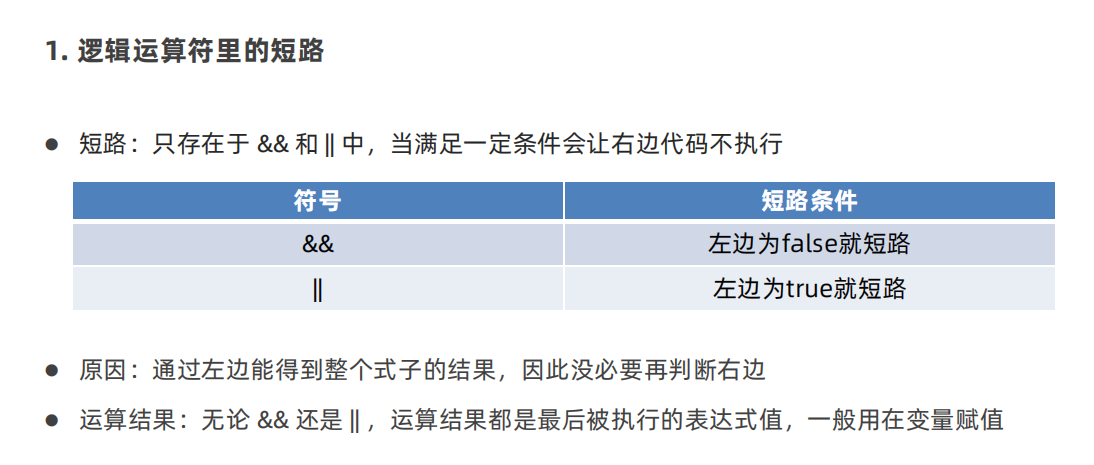 1. 逻辑运算符里的短路
● 短路：只存在于 && 和 || 中，当满足一定条件会让右边代码不执行
符号 短路条件
&& 左边为false就短路
|| 左边为true就短路
● 原因：通过左边能得到整个式子的结果，因此没必要再判断右边
● 运算结果：无论 && 还是 || ，运算结果都是最后被执行的表达式值，一般用在变量赋值